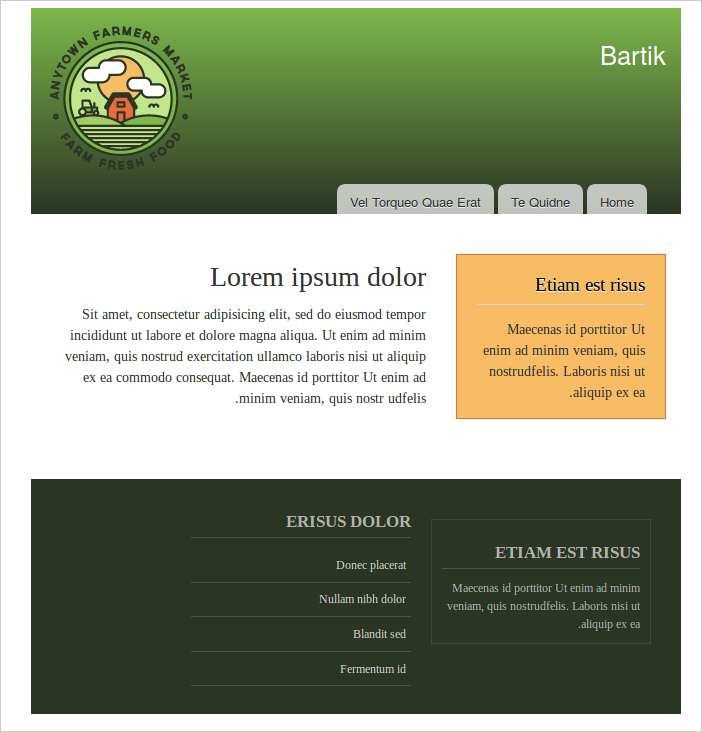 ANYTOWN FARMERS MARKET
FARM FRESH FOOD
Bartik
Home
Te Quidne
Vel Torqueo Quae Erat
Etiam est risus
Maecenas id porttitor Ut
enim ad minim veniam, quis
nostrudfelis. Laboris nisi ut
.aliquip ex ea
Lorem ipsum dolor
Sit amet, consectetur adipisicing elit, sed do eiusmod tempor
incididunt ut labore et dolore magna aliqua. Ut enim ad minim
veniam, quis nostrud exercitation ullamco laboris nisi ut aliquip
ex ea commodo consequat. Maecenas id porttitor Ut enim ad
.minim veniam, quis nostr udfelis
ETIAM EST RISUS
Maecenas id porttitor Ut enim ad minim
veniam, quis nostrudfelis. Laboris nisi ut
.aliquip ex ea
ERISUS DOLOR
Donec placerat
Nullam nibh dolor
Blandit sed
Fermentum id